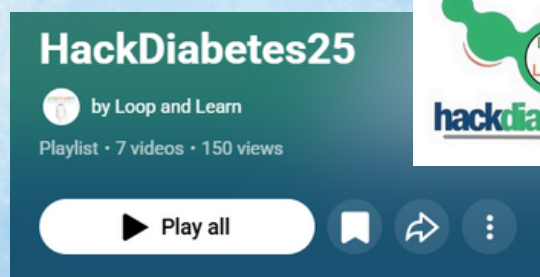 HackDiabetes25
by Loop and Learn
Playlist • 7 videos • 150 views
Play all